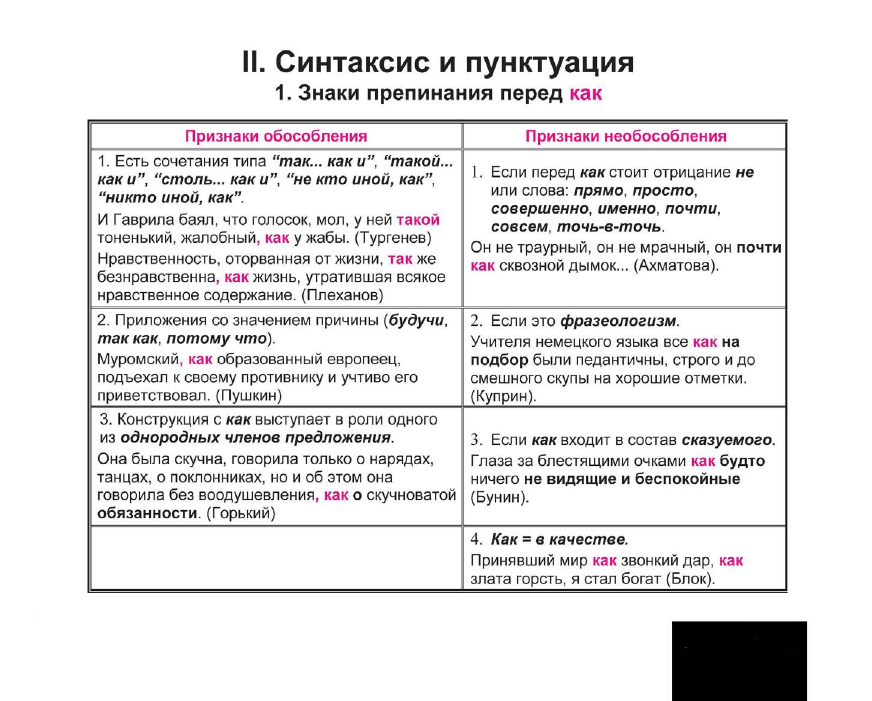 II. Синтаксис и пунктуация
1. Знаки препинания перед как
Признаки обособления
1. Есть сочетания типа “так... как и”, “такой...
как и”, “столь... как и”, “не кто иной, как”,
“никто иной, как”.
И Гаврила баял, что голосок, мол, у ней такой
тоненький, жалобный, как у жабы. (Тургенев)
Нравственность, оторванная от жизни, так же
безнравственна, как жизнь, утратившая всякое
нравственное содержание. (Плеханов)
Признаки необособления
1. Если перед как стоит отрицание не
или слова: прямо, просто,
совершенно, именно, почти,
совсем, точь-в-точь.
Он не траурный, он не мрачный, он почти
как сквозной дымок... (Ахматова).
2. Приложения со значением причины (будучи,
так как, потому что).
Муромский, как образованный европеец,
подъехал к своему противнику и учтиво его
приветствовал. (Пушкин)
2. Если это фразеологизм.
Учителя немецкого языка все как на
подбор были педантичны, строго и до
смешного скупы на хорошие отметки.
(Куприн).
3. Конструкция с как выступает в роли одного
из однородных членов предложения.
Она была скучна, говорила только о нарядах,
танцах, о поклонниках, но и об этом она
говорила без воодушевления, как о скучноватой
обязанности. (Горький)
3. Если как входит в состав сказуемого.
Глаза за блестящими очками как будто
ничего не видящие и беспокойные
(Бунин).
4. Как = в качестве.
Принявший мир как звонкий дар, как
злата горсть, я стал богат (Блок).